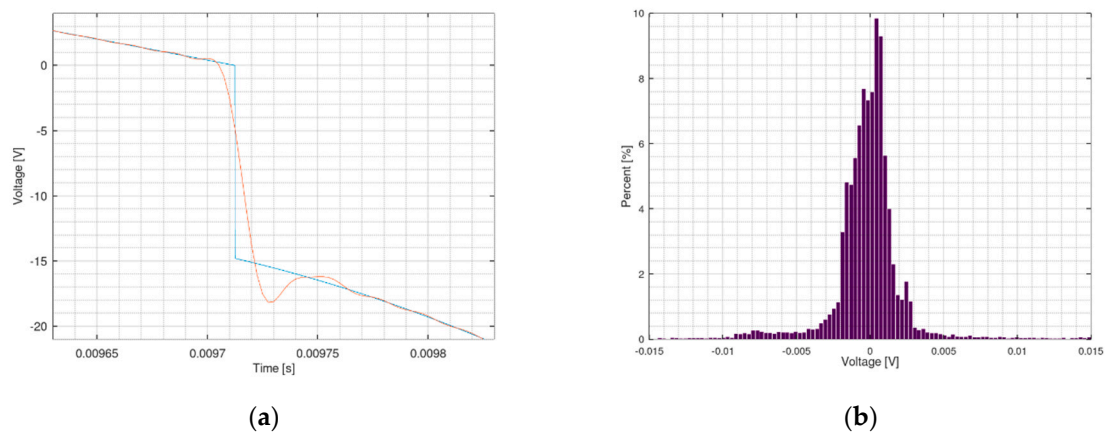 0
-5
-10
-15
-20
Voltage [V]
0.00965 0.0097 0.00975 0.0098
Time [s]
(a)
10
8
6
4
2
0
Percent [%]
-0.015 -0.01 -0.005 0 0.005 0.01 0.015
Voltage [V]
(b)